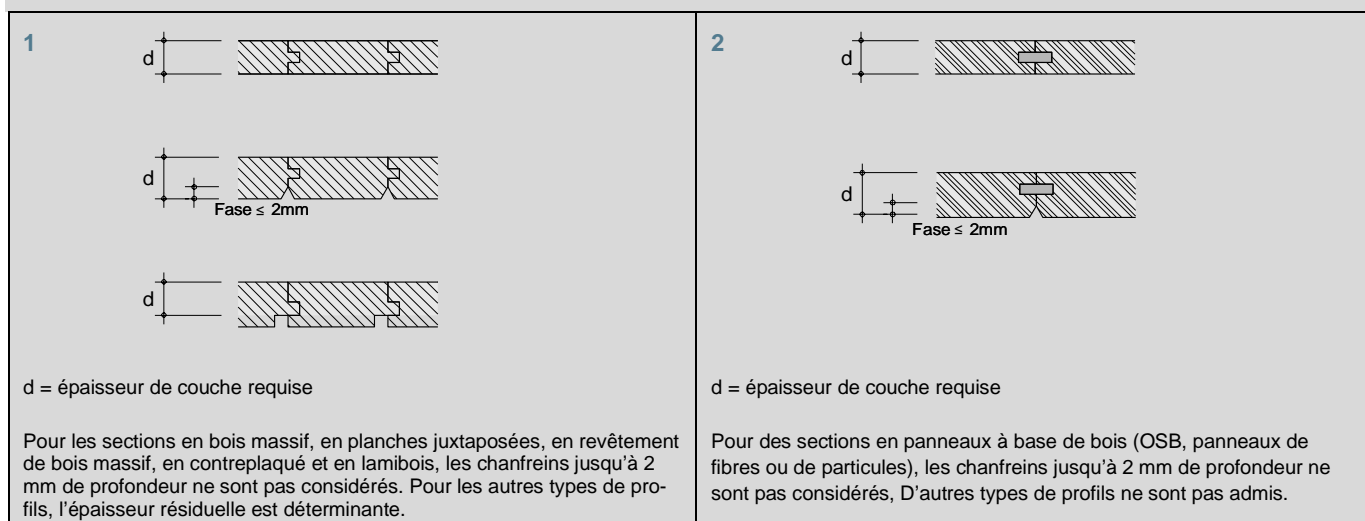 1
d
d
Fase ≤ 2mm
d
d = épaisseur de couche requise
Pour les sections en bois massif, en planches juxtaposées, en revêtement
de bois massif, en contreplaqué et en lamibois, les chanfreins jusqu'à 2
mm de profondeur ne sont pas considérés. Pour les autres types de pro-
fils, l'épaisseur résiduelle est déterminante.
2
d
d
Fase ≤ 2mm
d = épaisseur de couche requise
Pour des sections en panneaux à base de bois (OSB, panneaux de
fibres ou de particules), les chanfreins jusqu'à 2 mm de profondeur ne
sont pas considérés, D'autres types de profils ne sont pas admis.